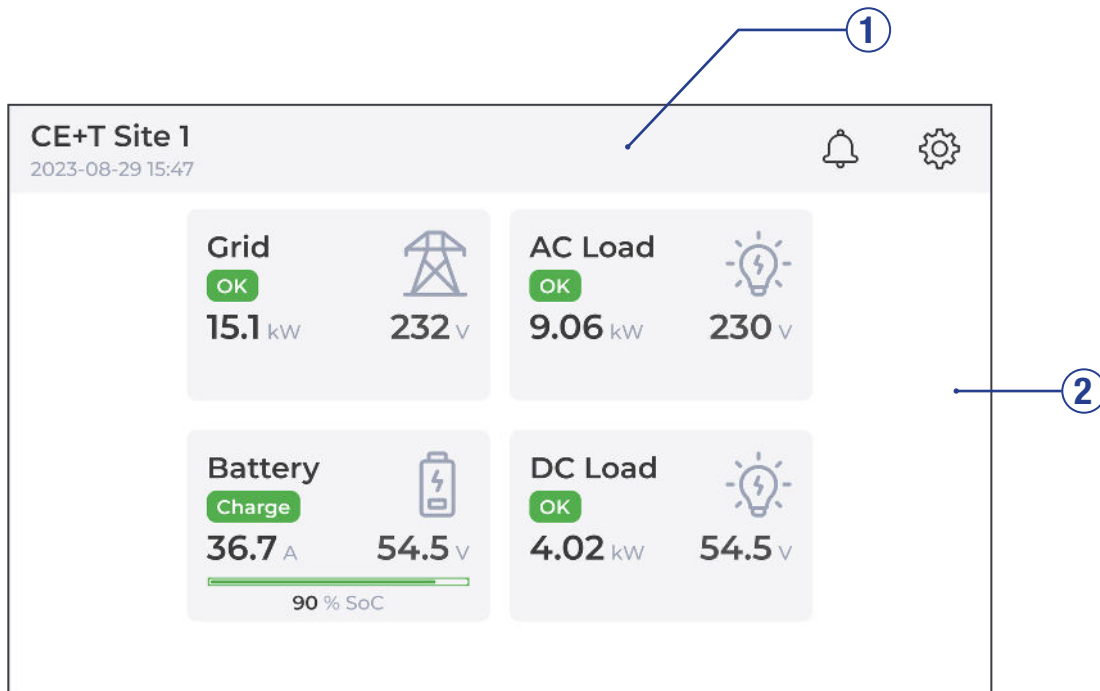 1
CE+T Site 1
2023-08-29 15:47
Grid
OK
15.1 kW 232 V
AC Load
OK
9.06 kW 230 V
2
Battery
Charge
36.7 A 54.5 V
90 % SoC
DC Load
OK
4.02 kW 54.5 V